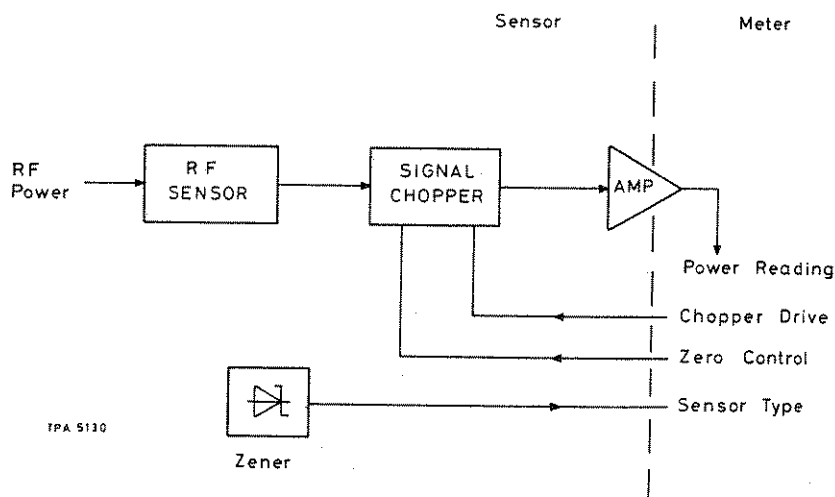 Sensor
Meter
RF
Power
RF
SENSOR
SIGNAL
CHOPPER
AMP
Power Reading
Chopper Drive
Zero Control
Sensor Type
TPA 5130
Zener